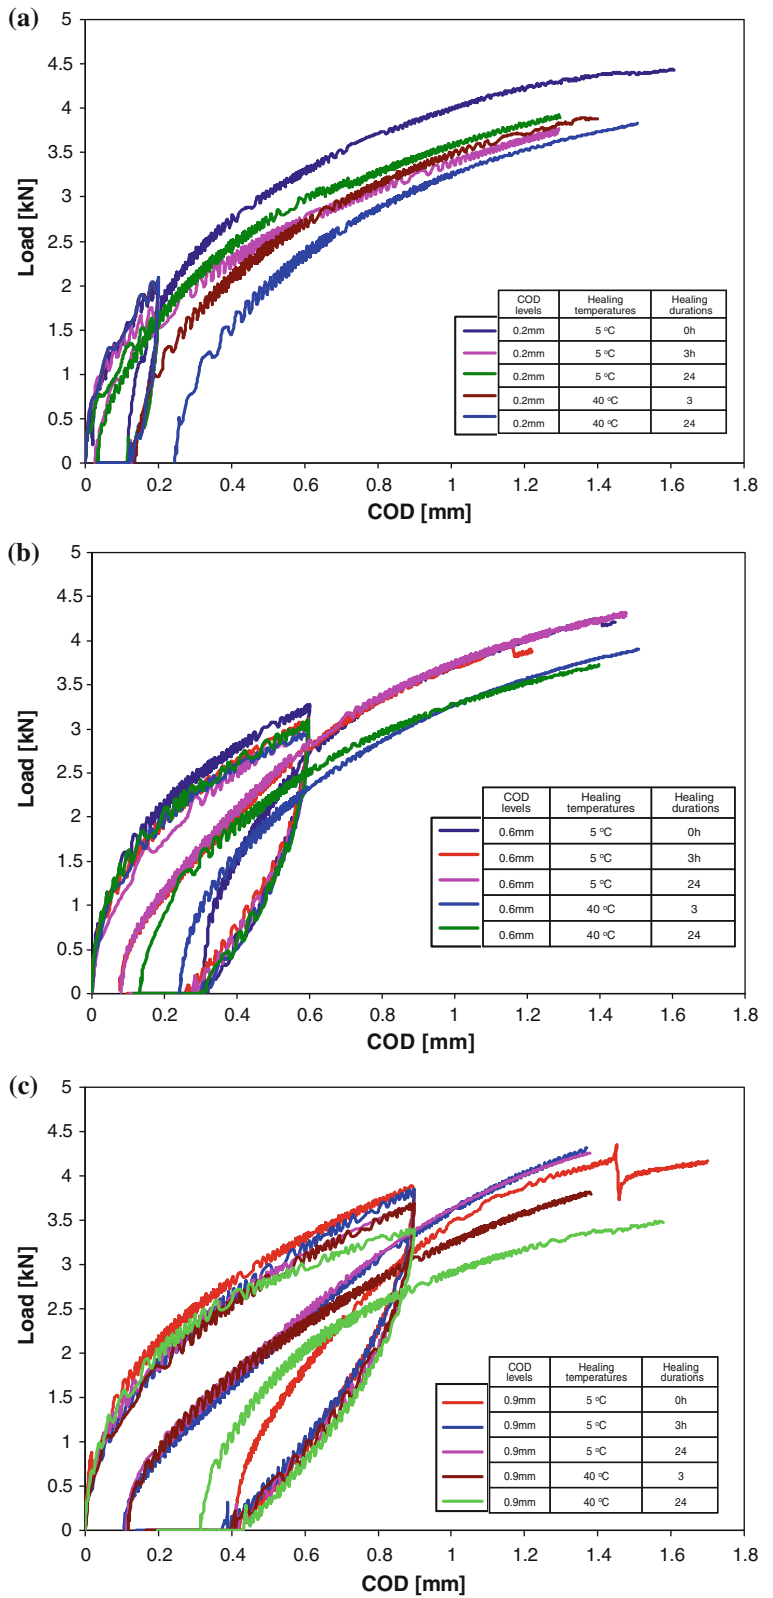 (a)
5
4.5
4
3.5
3
2.5
2
1.5
1
0.5
0
Load [kN]
COD levels Healing temperatures Healing durations
0.2mm 5 °C 0h
0.2mm 5 °C 3h
0.2mm 5 °C 24
0.2mm 40 °C 3
0.2mm 40 °C 24
0 0.2 0.4 0.6 0.8 1 1.2 1.4 1.6 1.8
COD [mm]
(b)
5
4.5
4
3.5
3
2.5
2
1.5
1
0.5
0
Load [kN]
COD levels Healing temperatures Healing durations
0.6mm 5 °C 0h
0.6mm 5 °C 3h
0.6mm 5 °C 24
0.6mm 40 °C 3
0.6mm 40 °C 24
0 0.2 0.4 0.6 0.8 1 1.2 1.4 1.6 1.8
COD [mm]
(c)
5
4.5
4
3.5
3
2.5
2
1.5
1
0.5
0
Load [kN]
COD levels Healing temperatures Healing durations
0.9mm 5 °C 0h
0.9mm 5 °C 3h
0.9mm 5 °C 24
0.9mm 40 °C 3
0.9mm 40 °C 24
0 0.2 0.4 0.6 0.8 1 1.2 1.4 1.6 1.8
COD [mm]